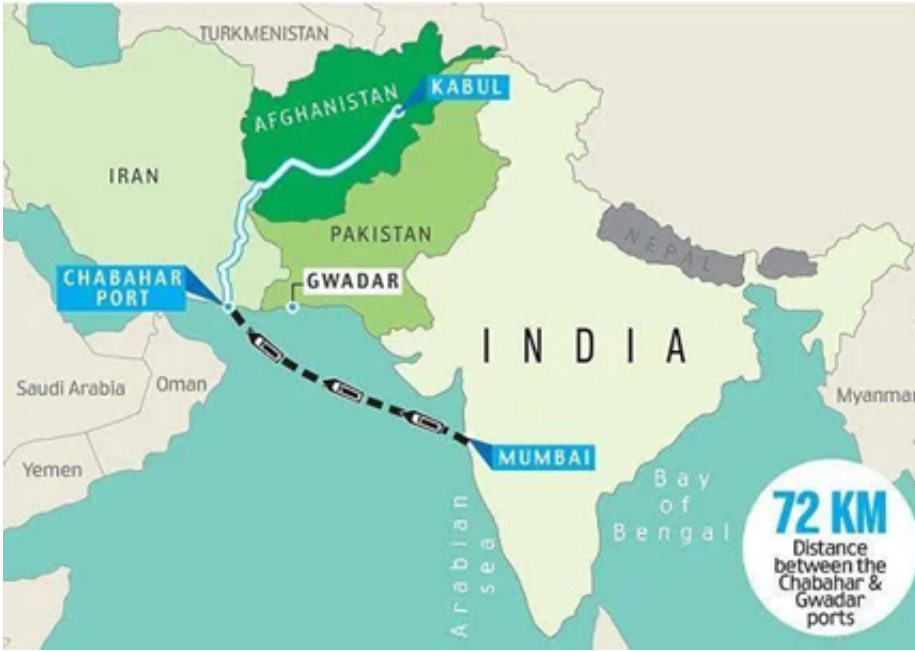 TURKMENISTAN
AFGHANISTAN
KABUL
IRAN
PAKISTAN
NEPAL
CHABAHAR
PORT
GWADAR
INDIA
Saudi Arabia
Oman
Myanmar
Yemen
MUMBAI
Arabian
sea
Bay
of
Bengal
72 KM
Distance
between the
Chabahar &
Gwadar
ports